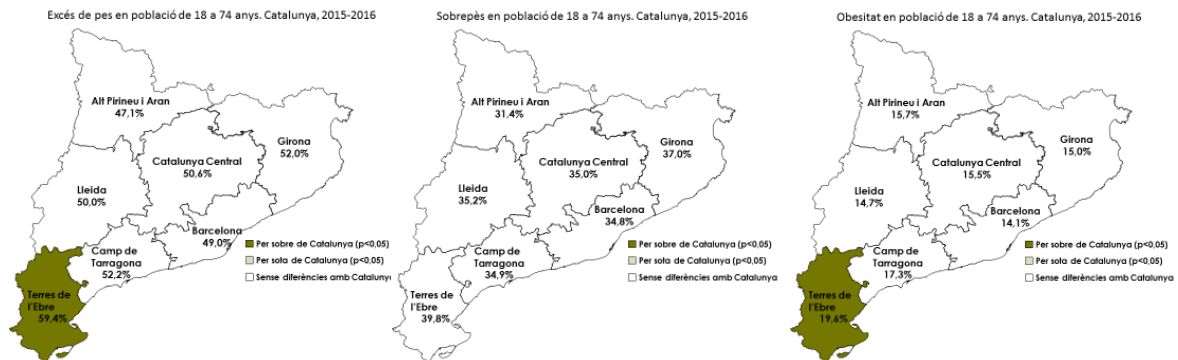 Excés de pes en població de 18 a 74 anys. Catalunya, 2015-2016
Alt Pirineu i Aran
47,1%
Girona
52,0%
Catalunya Central
50,6%
Lleida
50,0%
Barcelona
49,0%
Camp de
Tarragona
52,2%
Terres de
l'Ebre
59,4%
Per sobre de Catalunya (p<0,05)
Per sota de Catalunya (p<0,05)
Sense diferències amb Catalunya
Sobrepès en població de 18 a 74 anys. Catalunya, 2015-2016
Alt Pirineu i Aran
31,4%
Girona
37,0%
Catalunya Central
35,0%
Lleida
35,2%
Barcelona
34,8%
Camp de
Tarragona
34,9%
Terres de
l'Ebre
39,8%
Per sobre de Catalunya (p<0,05)
Per sota de Catalunya (p<0,05)
Sense diferències amb Catalunya
Obesitat en població de 18 a 74 anys. Catalunya, 2015-2016
Alt Pirineu i Aran
15,7%
Girona
15,0%
Catalunya Central
15,5%
Lleida
14,7%
Barcelona
14,1%
Camp de
Tarragona
17,3%
Terres de
l'Ebre
19,6%
Per sobre de Catalunya (p<0,05)
Per sota de Catalunya (p<0,05)
Sense diferències amb Catalunya